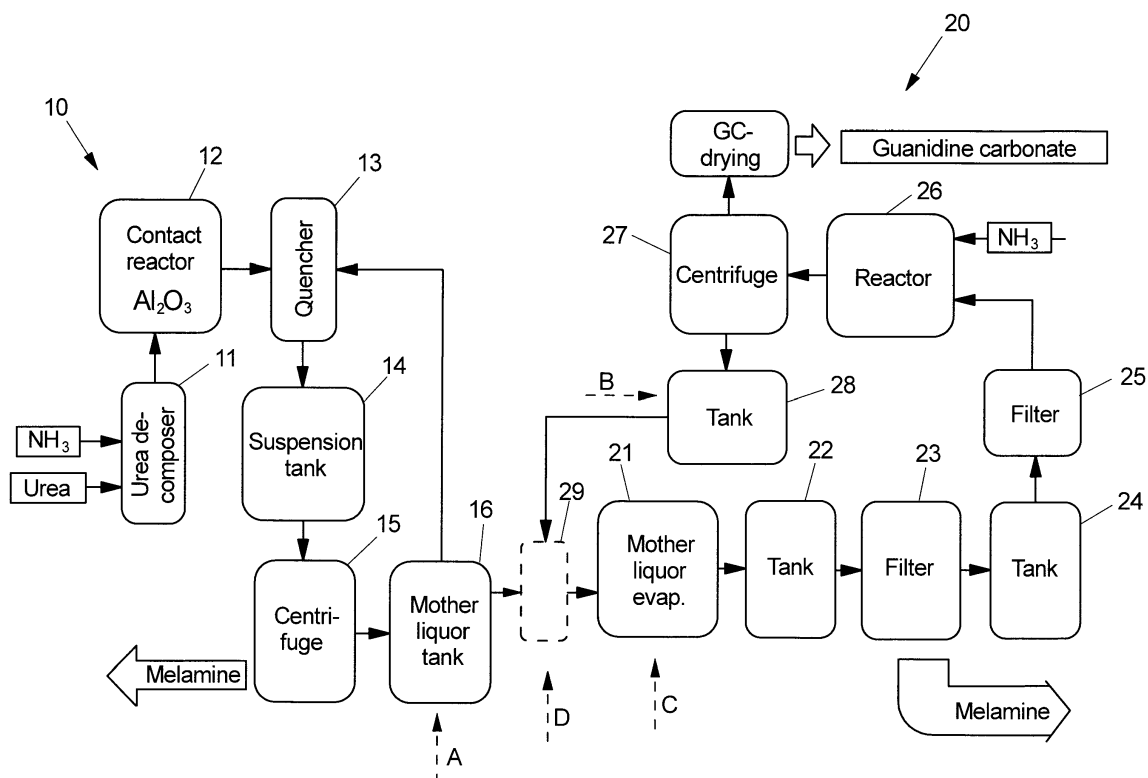 10
20
12
13
GC-
drying
Guanidine carbonate
Contact
reactor
Al₂O₃
Quencher
27
Centrifuge
26
Reactor
NH₃
11
Urea de-
composer
NH₃
Urea
14
Suspension
tank
B
28
Tank
25
Filter
15
Centri-
fuge
16
Mother
liquor
tank
29
21
Mother
liquor
evap.
22
Tank
23
Filter
24
Tank
Melamine
A
D
C
Melamine